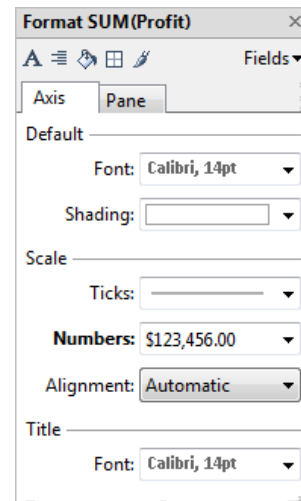 Format SUM(Profit)
Fields
Axis Pane
Default
Font: Calibri, 14pt
Shading:
Scale
Ticks:
Numbers: $123,456.00
Alignment: Automatic
Title
Font: Calibri, 14pt